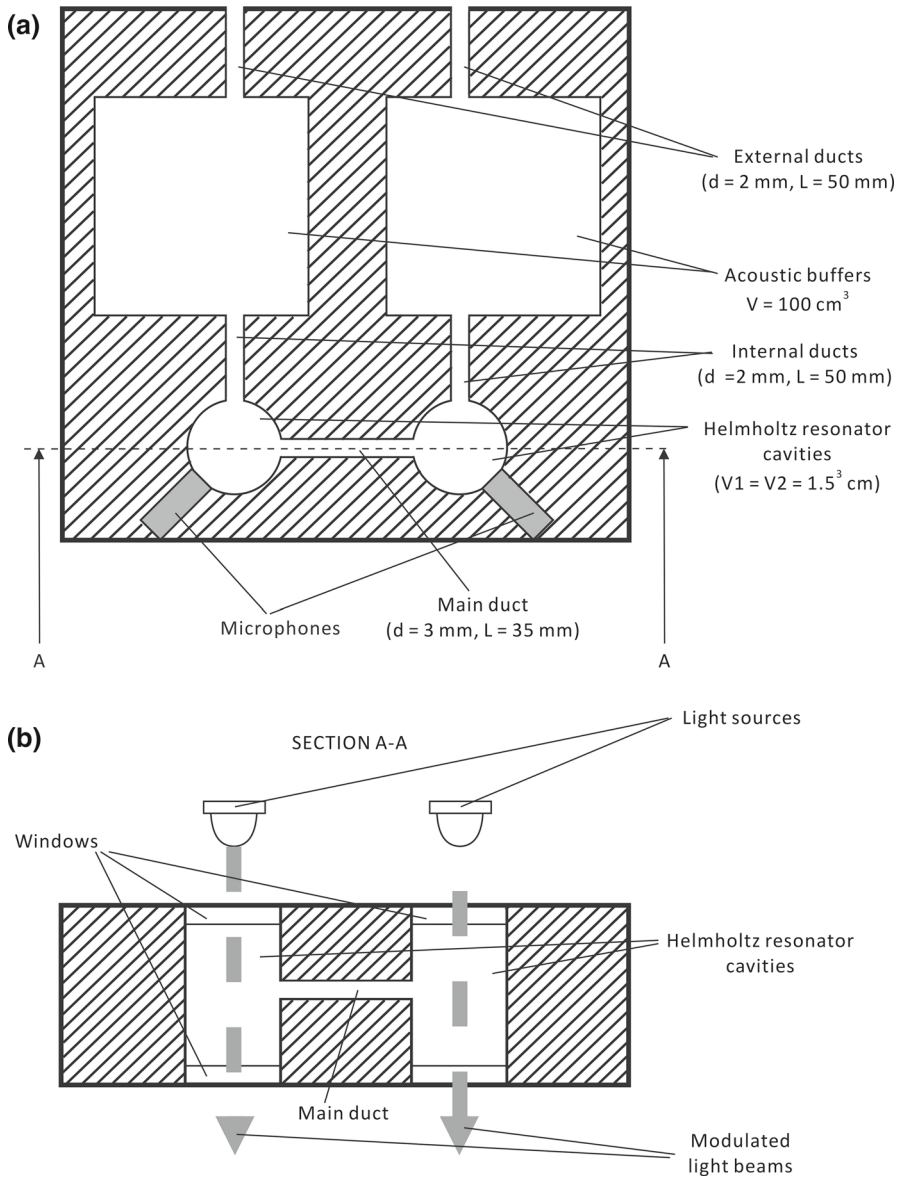 (a)
External ducts
(d = 2 mm, L = 50 mm)
Acoustic buffers
V = 100 cm³
Internal ducts
(d =2 mm, L = 50 mm)
Helmholtz resonator
cavities
(V1 = V2 = 1.5³ cm)
Main duct
(d = 3 mm, L = 35 mm)
Microphones
A
A
(b)
SECTION A-A
Light sources
Windows
Helmholtz resonator
cavities
Main duct
Modulated
light beams